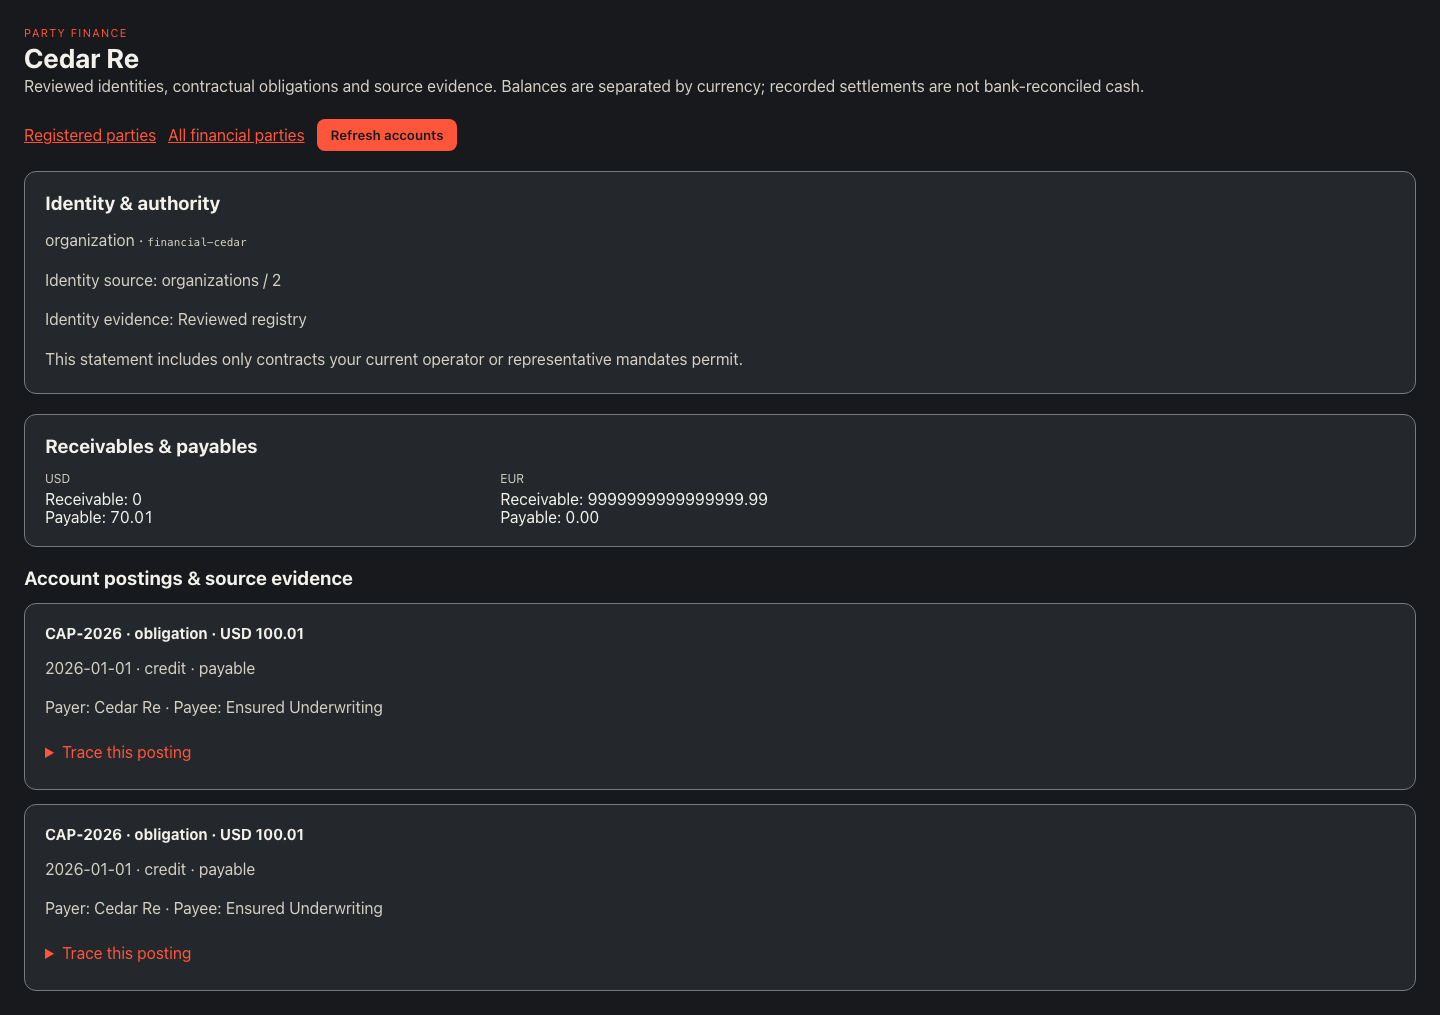 PARTY FINANCE
Cedar Re
Reviewed identities, contractual obligations and source evidence. Balances are separated by currency; recorded settlements are not bank-reconciled cash.
Registered parties All financial parties Refresh accounts
Identity & authority
organization · financial-cedar
Identity source: organizations / 2
Identity evidence: Reviewed registry
This statement includes only contracts your current operator or representative mandates permit.
Receivables & payables
USD
Receivable: 0
Payable: 70.01
EUR
Receivable: 9999999999999999.99
Payable: 0.00
Account postings & source evidence
CAP-2026 · obligation · USD 100.01
2026-01-01 · credit · payable
Payer: Cedar Re · Payee: Ensured Underwriting
Trace this posting
CAP-2026 · obligation · USD 100.01
2026-01-01 · credit · payable
Payer: Cedar Re · Payee: Ensured Underwriting
Trace this posting